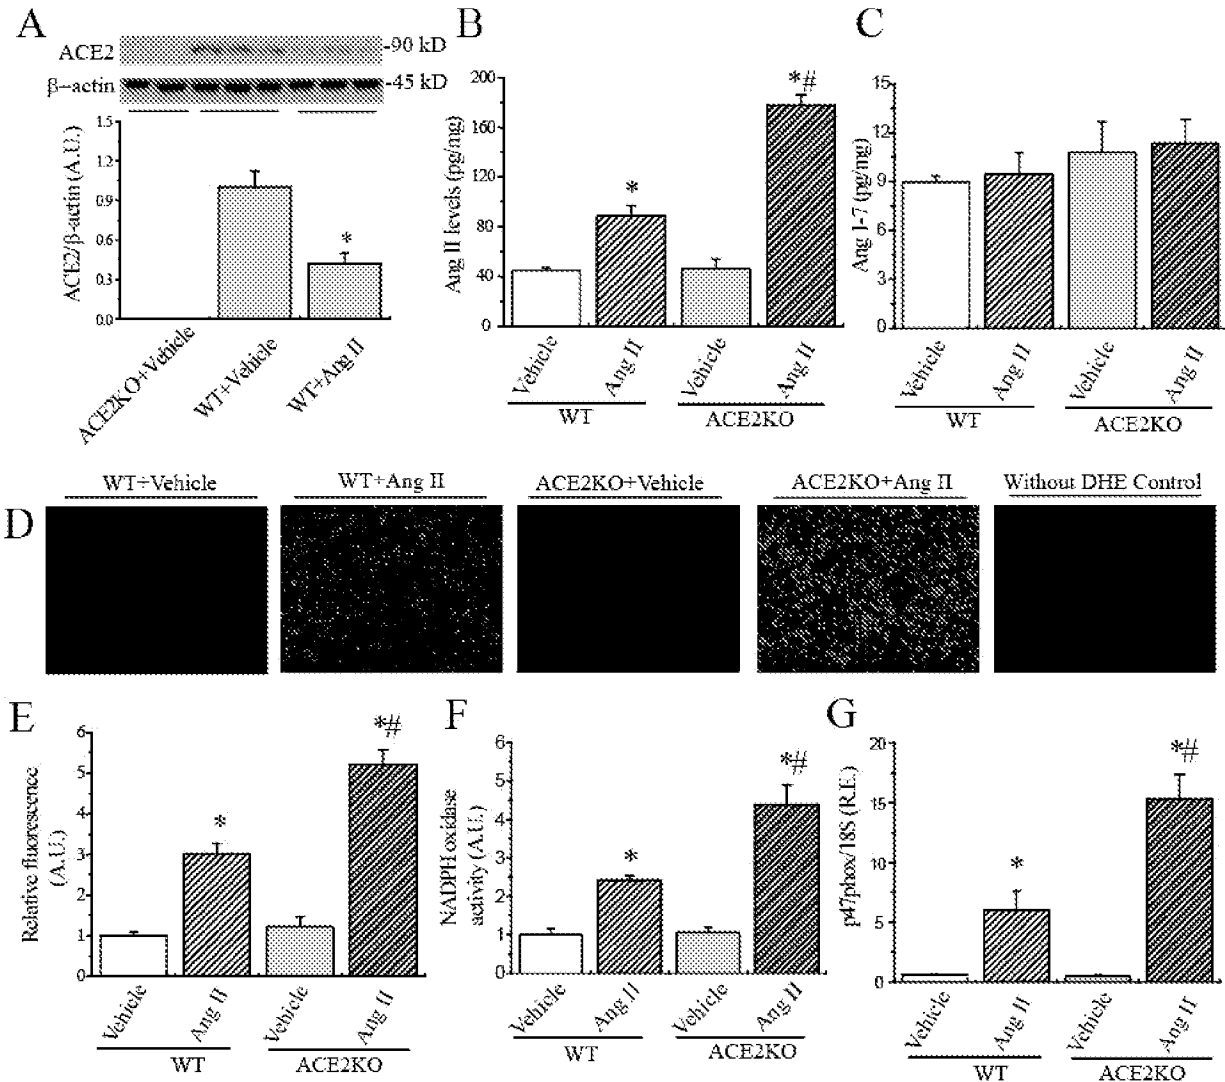 A
ACE2
-90 kD
β-actin
-45 kD
ACE2/β-actin (A.U.)
1.5
1.2
0.9
0.6
0.3
0.0
*
ACE2KO+Vehicle
WT+Vehicle
WT+Ang II
B
Ang II levels (pg/mg)
200
160
120
80
40
0
*
*#
Vehicle
Ang II
Vehicle
Ang II
WT
ACE2KO
C
Ang 1-7 (pg/mg)
15
12
9
6
3
0
Vehicle
Ang II
Vehicle
Ang II
WT
ACE2KO
D
WT+Vehicle
WT+Ang II
ACE2KO+Vehicle
ACE2KO+Ang II
Without DHE Control
E
Relative fluorescence
(A.U.)
6
5
4
3
2
1
0
*
*#
Vehicle
Ang II
Vehicle
Ang II
WT
ACE2KO
F
NADPH oxidase
activity (A.U.)
6
5
4
3
2
1
0
*
*#
Vehicle
Ang II
Vehicle
Ang II
WT
ACE2KO
G
p47phox/18S (R.E.)
20
15
10
5
0
*
*#
Vehicle
Ang II
Vehicle
Ang II
WT
ACE2KO